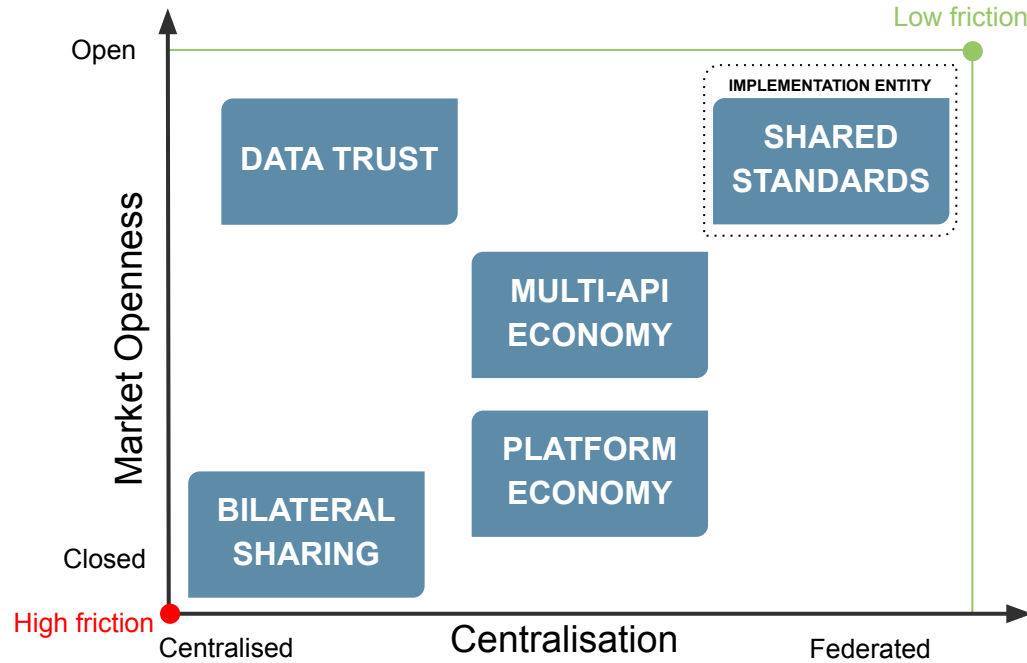 Low friction
Open
IMPLEMENTATION ENTITY
SHARED
STANDARDS
DATA TRUST
Market Openness
MULTI-API
ECONOMY
PLATFORM
ECONOMY
BILATERAL
SHARING
Closed
High friction
Centralised
Centralisation
Federated